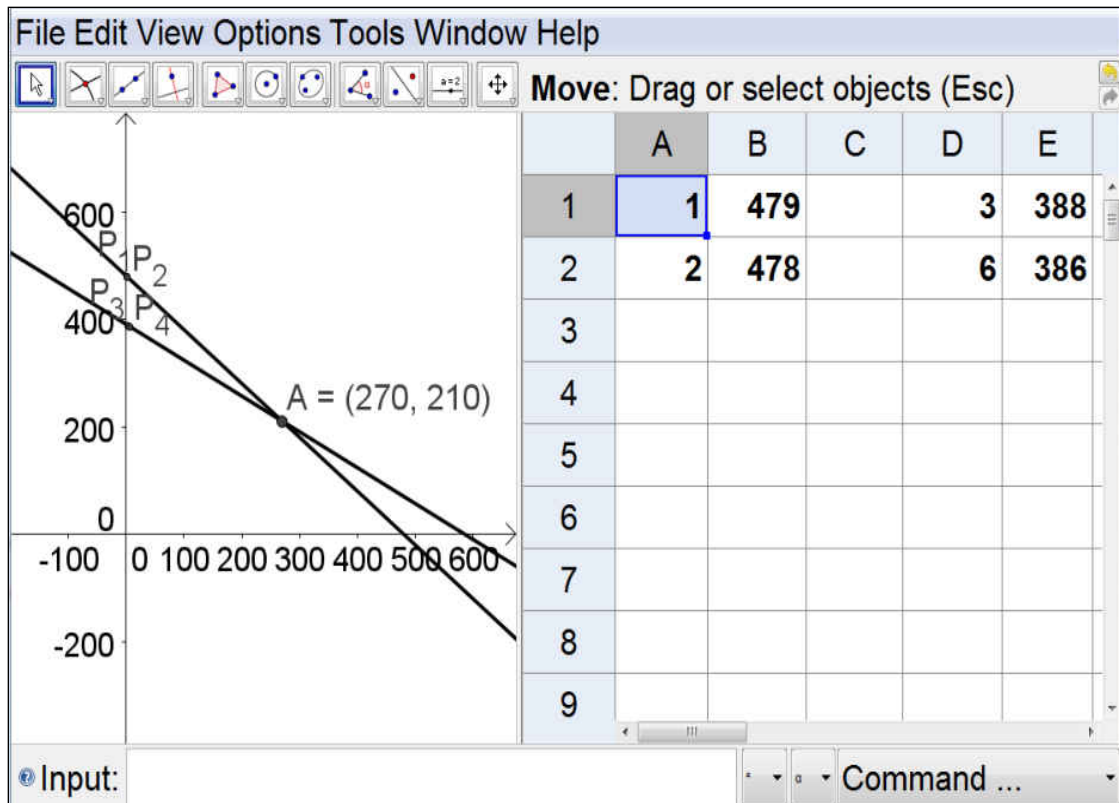 File Edit View Options Tools Window Help
a=2 Move: Drag or select objects (Esc)
600
P1 P2
P3 P4
400
A = (270, 210)
200
0
-100 0 100 200 300 400 500 600
-200
A B C D E
1 1 479 3 388
2 2 478 6 386
3
4
5
6
7
8
9
Input: Command ...